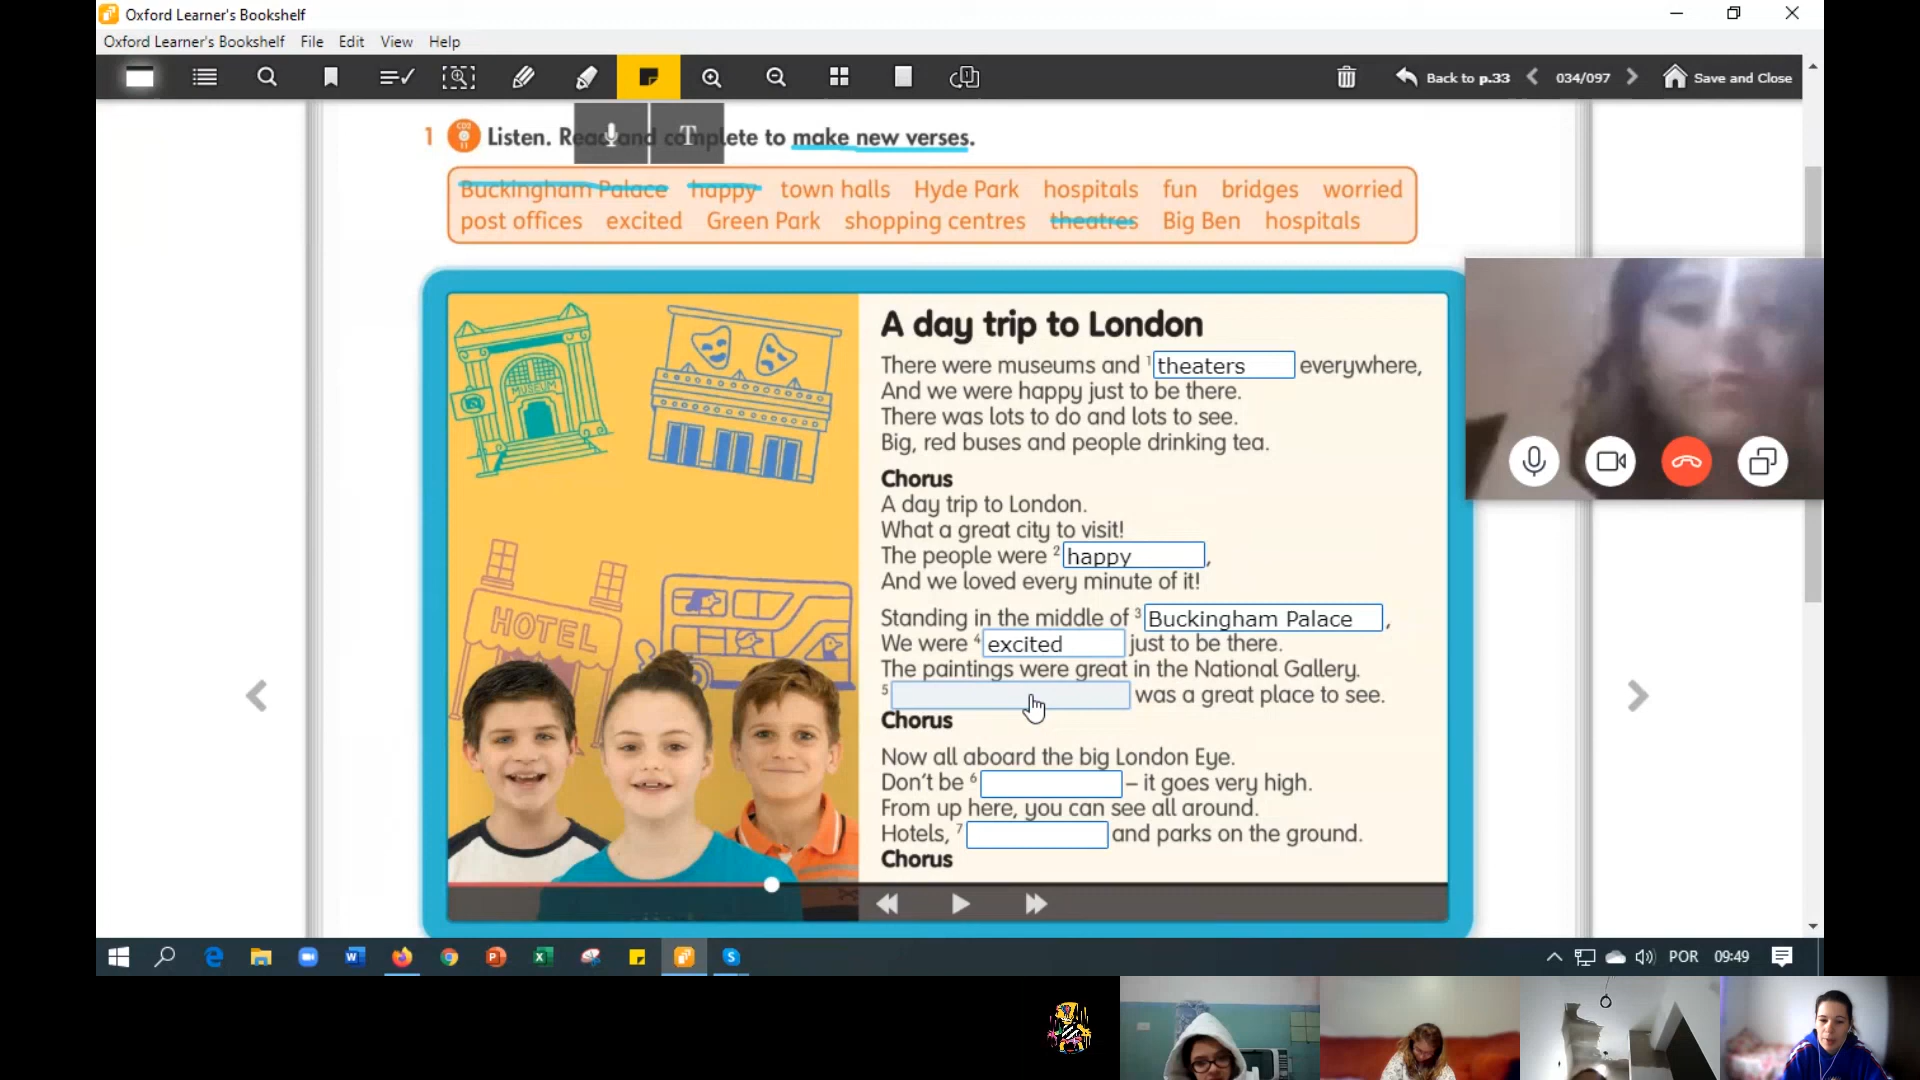 Oxford Learner's Bookshelf
Oxford Learner's Bookshelf File Edit View Help
Back to p.33 034/097 Save and Close
1 CD2 11 Listen. Read and complete to make new verses.
T
Buckingham Palace happy town halls Hyde Park hospitals fun bridges worried
post offices excited Green Park shopping centres theatres Big Ben hospitals
MUSEUM
HOTEL
A day trip to London
There were museums and 1 theaters everywhere,
And we were happy just to be there.
There was lots to do and lots to see.
Big, red buses and people drinking tea.
Chorus
A day trip to London.
What a great city to visit!
The people were 2 happy,
And we loved every minute of it!
Standing in the middle of 3 Buckingham Palace,
We were 4 excited just to be there.
The paintings were great in the National Gallery.
5 was a great place to see.
Chorus
Now all aboard the big London Eye.
Don't be 6 – it goes very high.
From up here, you can see all around.
Hotels, 7 and parks on the ground.
Chorus
POR 09:49